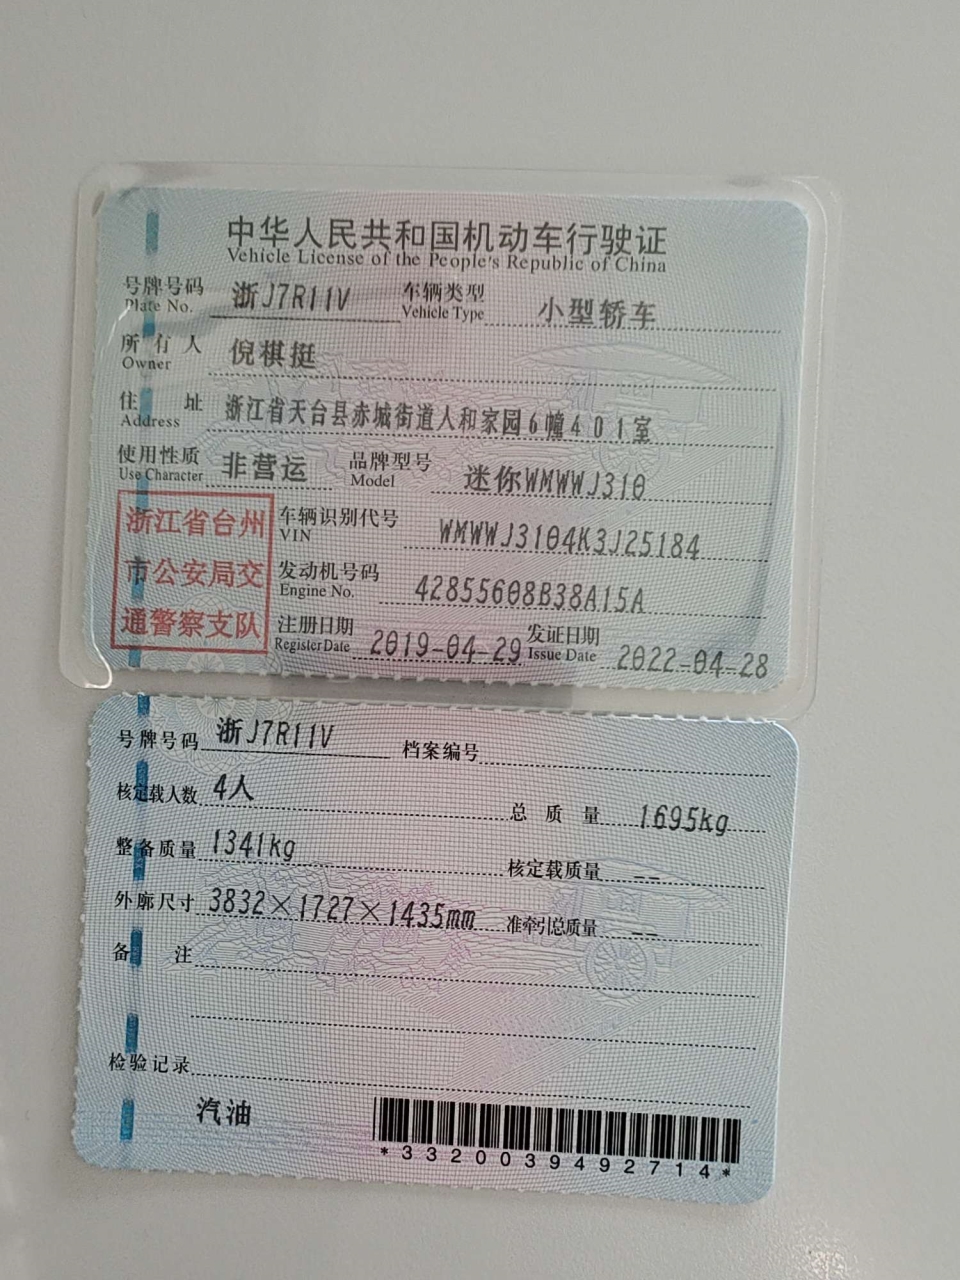 中华人民共和国机动车行驶证
Vehicle License of the People's Republic of China
号牌号码 浙J7R11V 车辆类型 小型轿车
Plate No. Vehicle Type
所有人 倪棋挺
Owner
住址 浙江省天台县赤城街道人和家园6幢401室
Address
使用性质 非营运 品牌型号 迷你WMWWJ310
Use Character Model
浙江省台州
市公安局交
通警察支队
车辆识别代号 WMWWJ3104K3J25184
VIN
发动机号码 42855608B38A15A
Engine No.
注册日期 2019-04-29 发证日期 2022-04-28
Register Date Issue Date
号牌号码 浙J7R11V 档案编号
核定载人数 4人 总质量 1695kg
整备质量 1341kg 核定载质量 --
外廓尺寸 3832×1727×1435mm 准牵引总质量 --
备注
检验记录
汽油
*3320039492714*